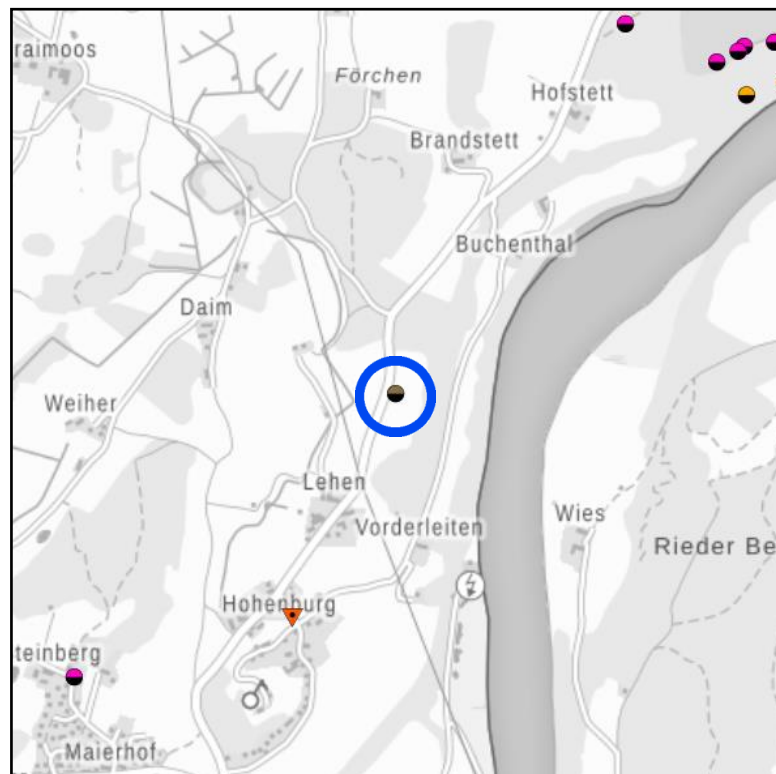 raimoos
Förchen
Hofstett
Brandstett
Buchenthal
Daim
Weiher
Lehen
Vorderleiten
Wies
Rieder Be
Hohenburg
teinberg
Maierhof